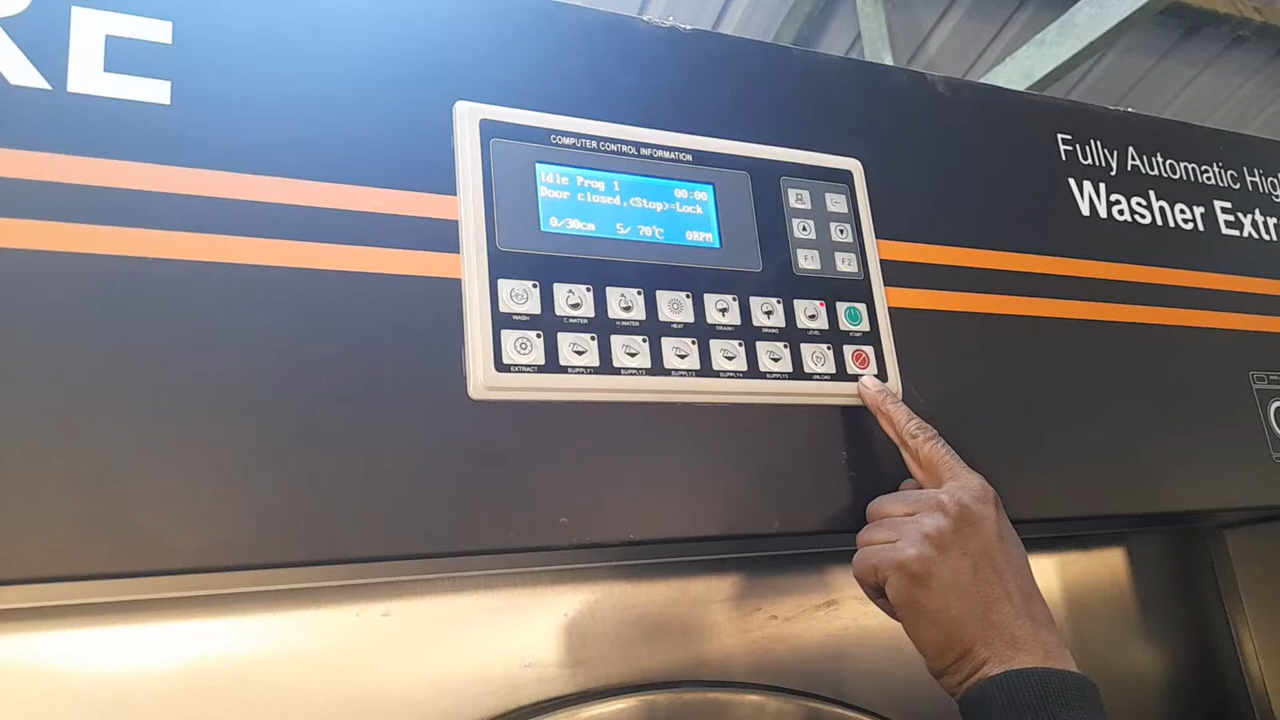 RE
COMPUTER CONTROL INFORMATION
Idle Prog 1 00:00
Door closed,<Stop>=Lock
0/30cm 5/ 70℃ 0RPM
F1 F2
WASH C.WATER H.WATER HEAT DRAIN1 DRAIN2 LEVEL START
EXTRACT SUPPLY1 SUPPLY2 SUPPLY3 SUPPLY4 SUPPLY5 UNLOAD
Fully Automatic Hig
Washer Extr